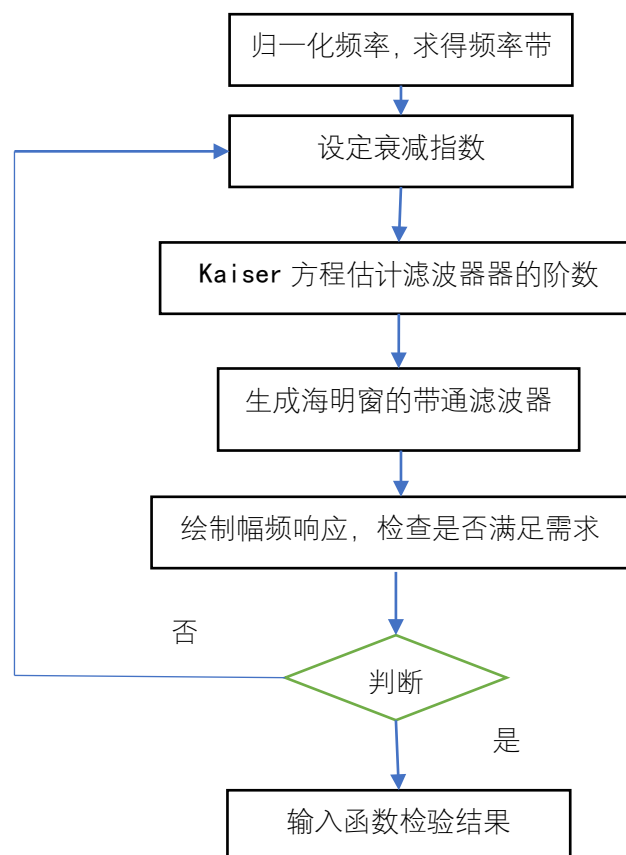 归一化频率，求得频率带
设定衰减指数
Kaiser 方程估计滤波器器的阶数
生成海明窗的带通滤波器
绘制幅频响应，检查是否满足需求
否
判断
是
输入函数检验结果